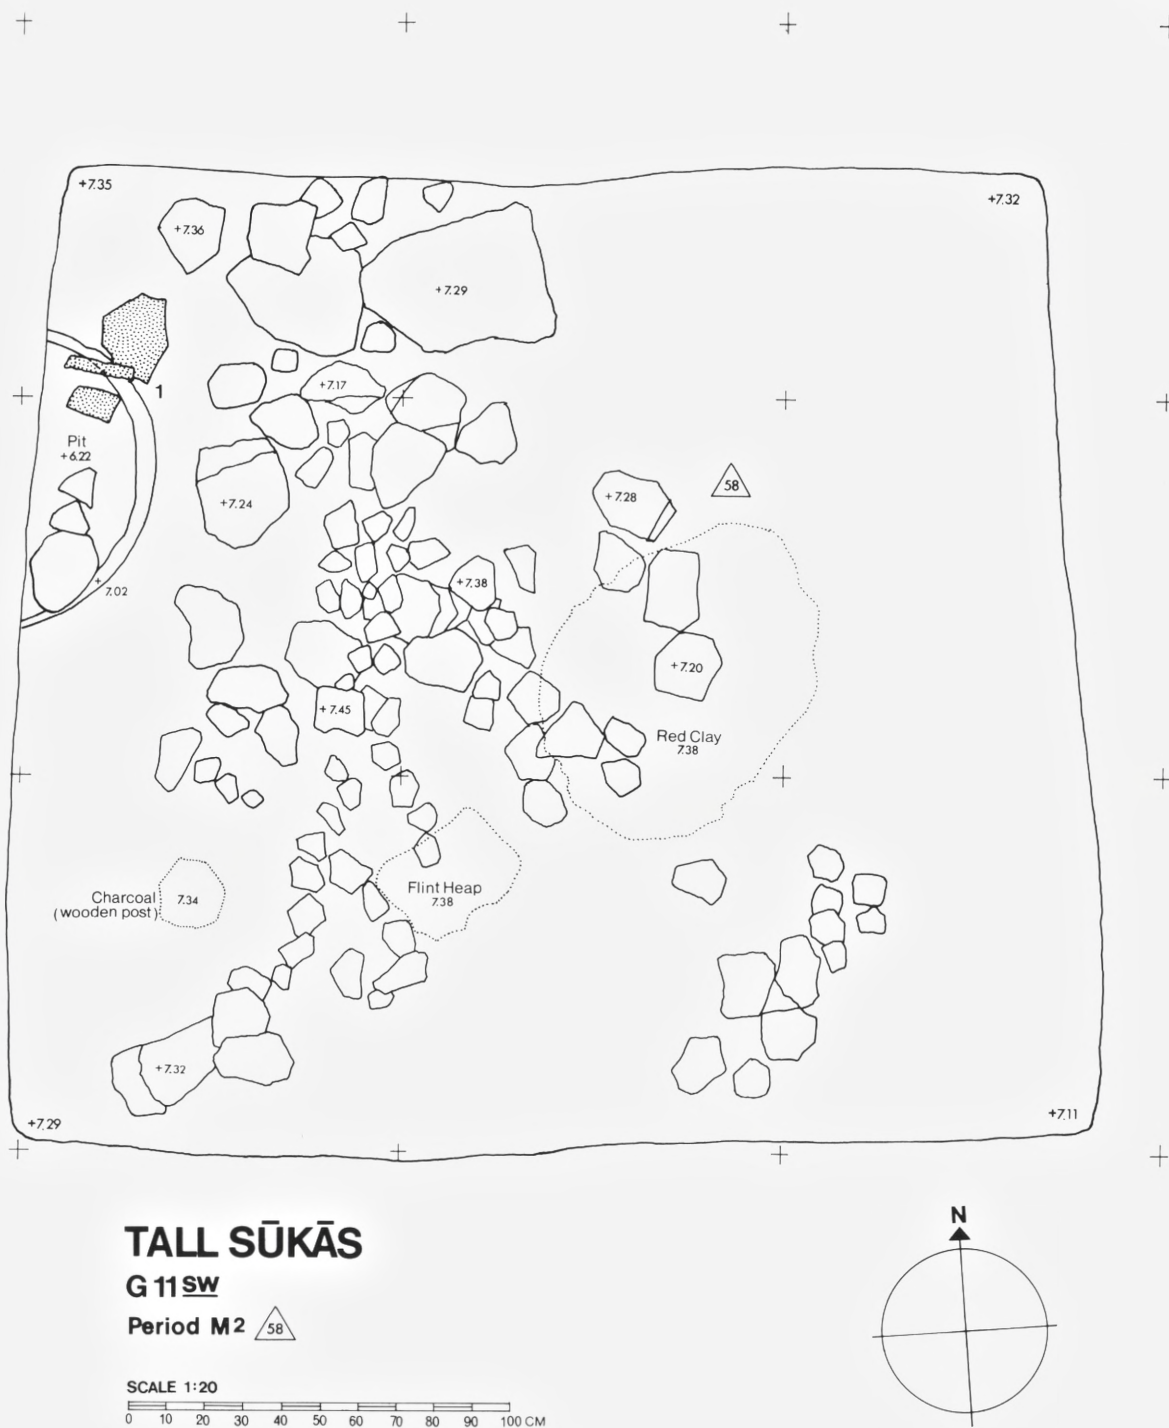 +7.35
+7.32
+7.36
+7.29
+7.17
1
Pit
+6.22
58
+7.28
+7.24
+7.38
7.02
+7.20
+7.45
Red Clay
7.38
Flint Heap
7.38
Charcoal
(wooden post)
7.34
+7.32
+7.29
+7.11
TALL SŪKĀS
G 11 SW
Period M2 58
N
SCALE 1:20
0 10 20 30 40 50 60 70 80 90 100 CM